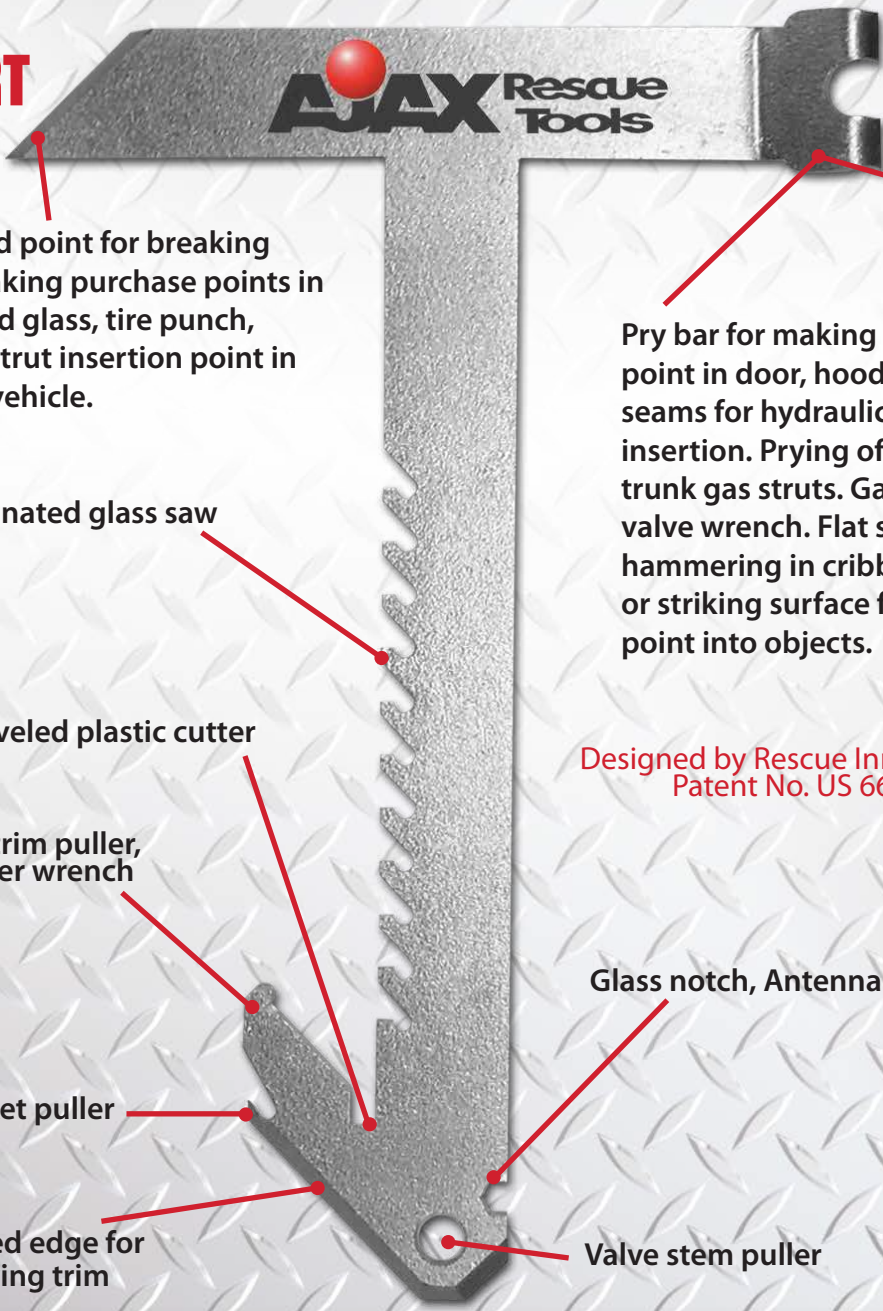 RT
AJAX Rescue
Tools
d point for breaking
king purchase points in
d glass, tire punch,
trut insertion point in
vehicle.
Pry bar for making
point in door, hood
seams for hydraulic
insertion. Prying of
trunk gas struts. Ga
valve wrench. Flat s
hammering in cribb
or striking surface f
point into objects.
nated glass saw
veled plastic cutter
Designed by Rescue Inn
Patent No. US 66
trim puller,
er wrench
Glass notch, Antenna
et puller
ed edge for
ing trim
Valve stem puller